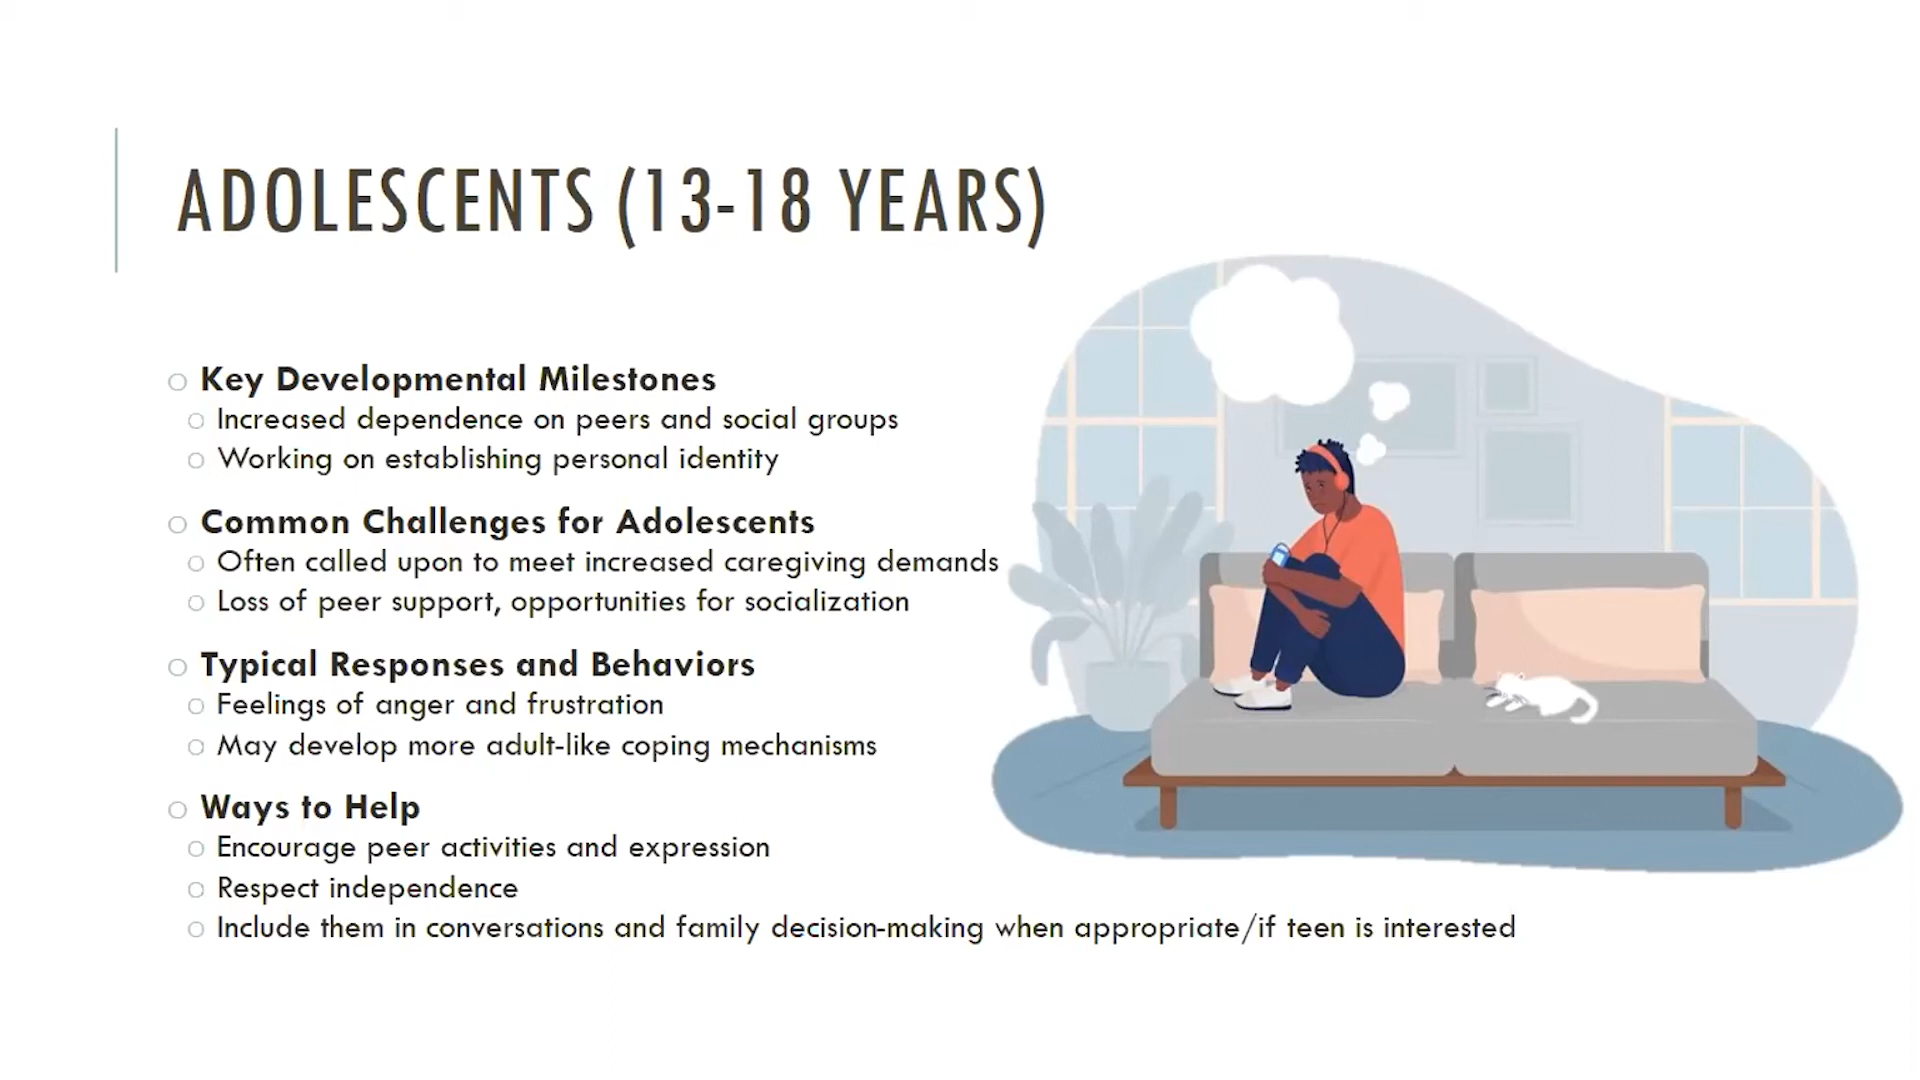 ADOLESCENTS (13-18 YEARS)
Key Developmental Milestones
Increased dependence on peers and social groups
Working on establishing personal identity
Common Challenges for Adolescents
Often called upon to meet increased caregiving demands
Loss of peer support, opportunities for socialization
Typical Responses and Behaviors
Feelings of anger and frustration
May develop more adult-like coping mechanisms
Ways to Help
Encourage peer activities and expression
Respect independence
Include them in conversations and family decision-making when appropriate/if teen is interested